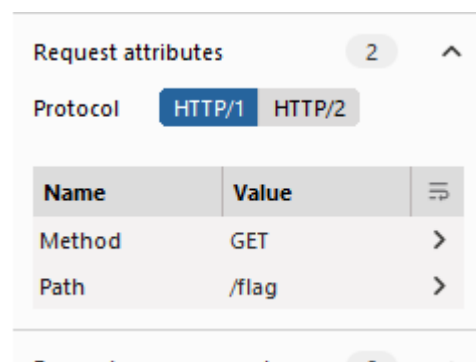 Request attributes 2
Protocol HTTP/1 HTTP/2
Name Value
Method GET
Path /flag